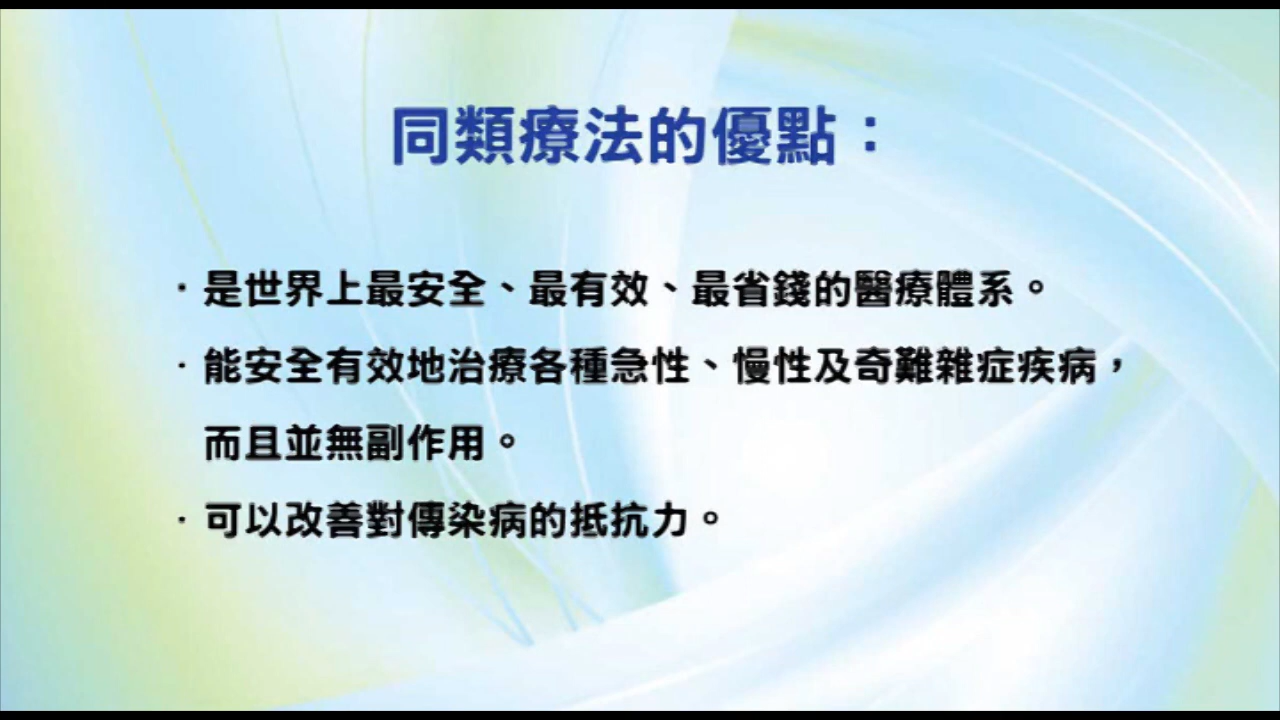 同類療法的優點：
·是世界上最安全、最有效、最省錢的醫療體系。
·能安全有效地治療各種急性、慢性及奇難雜症疾病，
而且並無副作用。
·可以改善對傳染病的抵抗力。